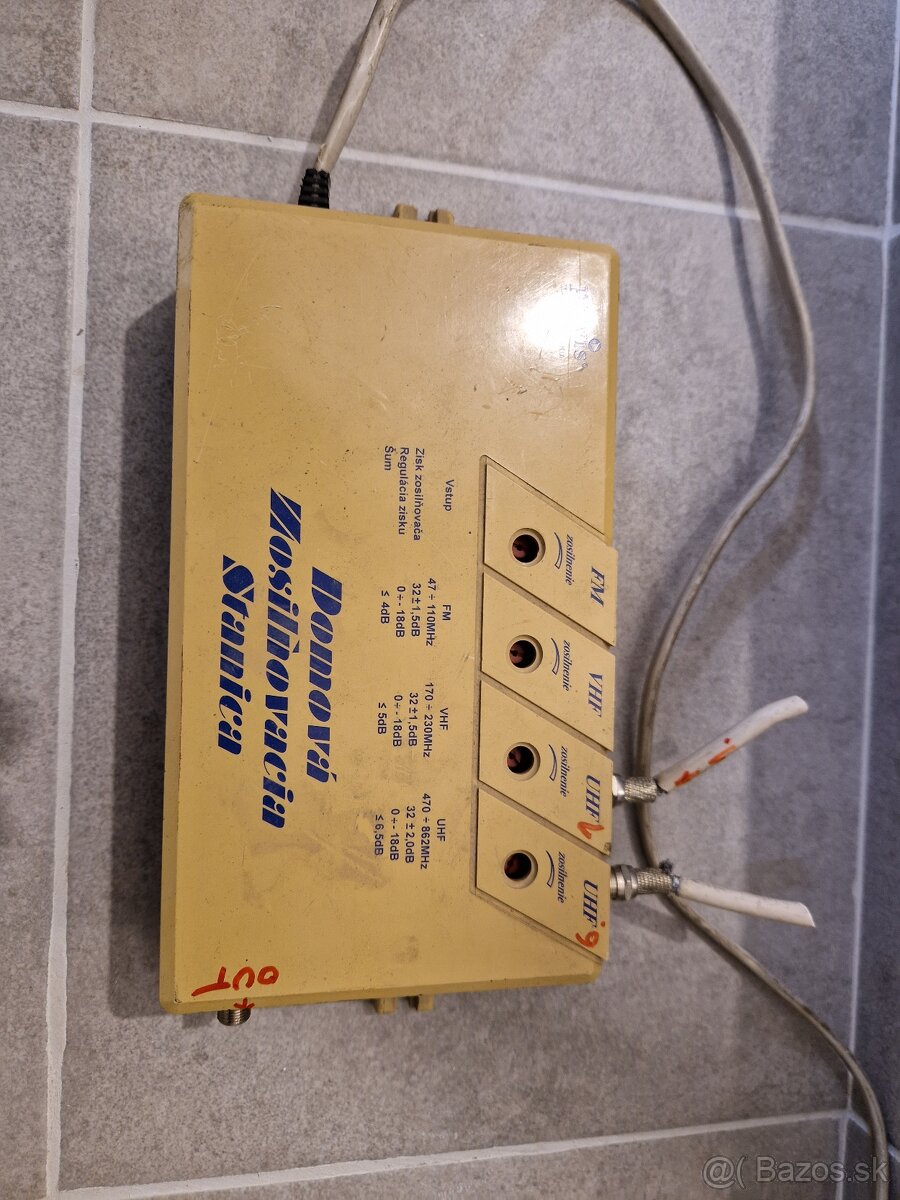 FM VHF UHF UHF
zosilnenie zosilnenie zosilnenie zosilnenie
Vstup FM VHF UHF
47 ÷ 110MHz 170 ÷ 230MHz 470 ÷ 862MHz
Zisk zosilňovača 32 ± 1,5dB 32 ± 1,5dB 32 ± 2,0dB
Regulácia zisku 0 ÷ - 18dB 0 ÷ - 18dB 0 ÷ - 18dB
Šum ≤ 4dB ≤ 5dB ≤ 6,5dB
Domová
Zosilňovacia
Stanica
OUT
@( Bazos.sk